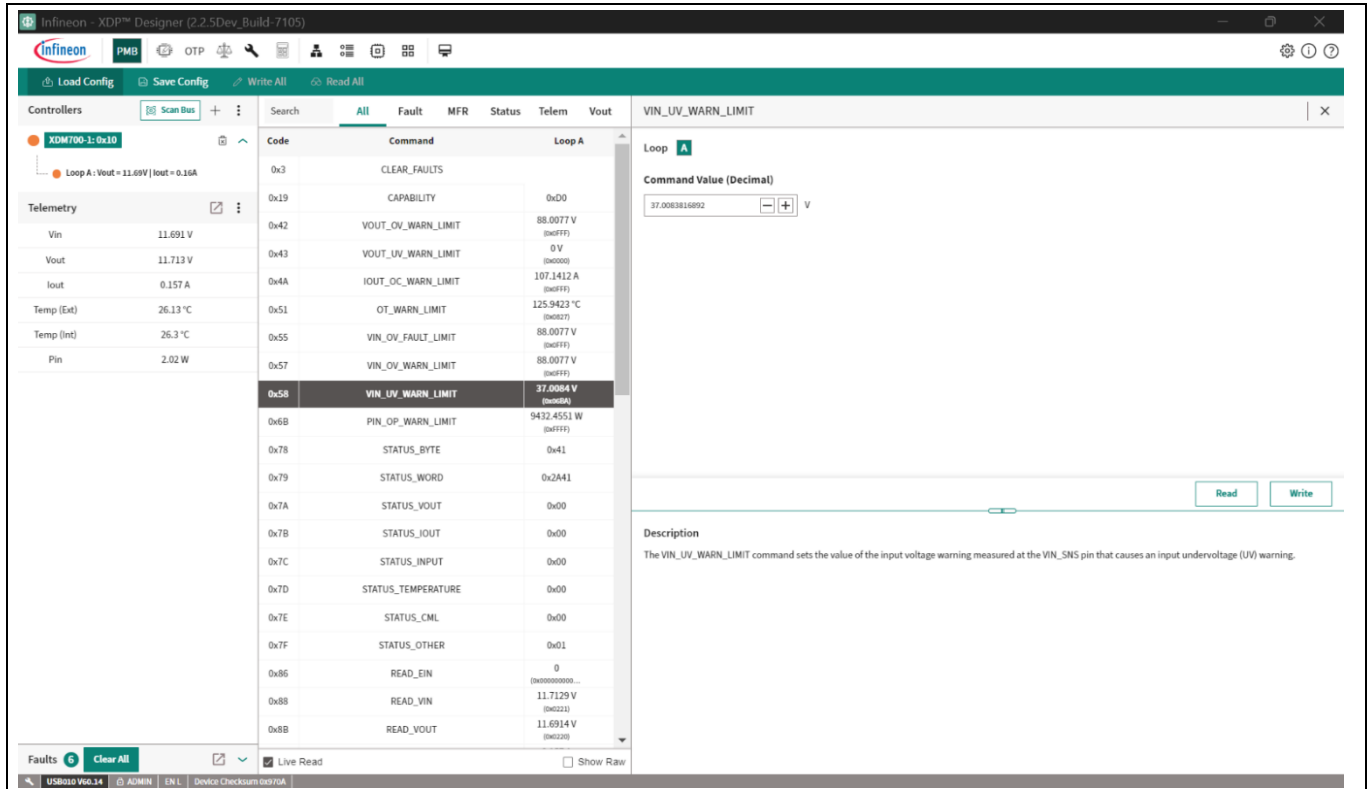 Infineon - XDP™ Designer (2.2.5Dev_Build-7105)
infineon PMB OTP
Load Config Save Config Write All Read All
Controllers Scan Bus
XDM700-1: 0x10
Loop A : Vout = 11.69V | Iout = 0.16A
Telemetry
Vin 11.691 V
Vout 11.713 V
Iout 0.157 A
Temp (Ext) 26.13 °C
Temp (Int) 26.3 °C
Pin 2.02 W
Faults 6 Clear All
Search All Fault MFR Status Telem Vout
Code Command Loop A
0x3 CLEAR_FAULTS
0x19 CAPABILITY 0xD0
0x42 VOUT_OV_WARN_LIMIT 88.0077 V
(0x0FFF)
0x43 VOUT_UV_WARN_LIMIT 0 V
(0x0000)
0x4A IOUT_OC_WARN_LIMIT 107.1412 A
(0x0FFF)
0x51 OT_WARN_LIMIT 125.9423 °C
(0x0827)
0x55 VIN_OV_FAULT_LIMIT 88.0077 V
(0x0FFF)
0x57 VIN_OV_WARN_LIMIT 88.0077 V
(0x0FFF)
0x58 VIN_UV_WARN_LIMIT 37.0084 V
(0x06BA)
0x6B PIN_OP_WARN_LIMIT 9432.4551 W
(0xFFFF)
0x78 STATUS_BYTE 0x41
0x79 STATUS_WORD 0x2A41
0x7A STATUS_VOUT 0x00
0x7B STATUS_IOUT 0x00
0x7C STATUS_INPUT 0x00
0x7D STATUS_TEMPERATURE 0x00
0x7E STATUS_CML 0x00
0x7F STATUS_OTHER 0x01
0x86 READ_EIN 0
(0x000000000...
0x88 READ_VIN 11.7129 V
(0x0221)
0x8B READ_VOUT 11.6914 V
(0x0220)
Live Read Show Raw
VIN_UV_WARN_LIMIT
Loop A
Command Value (Decimal)
37.0083816892 V
Read Write
Description
The VIN_UV_WARN_LIMIT command sets the value of the input voltage warning measured at the VIN_SNS pin that causes an input undervoltage (UV) warning.
USB010 V60.14 ADMIN EN L Device Checksum 0x970A